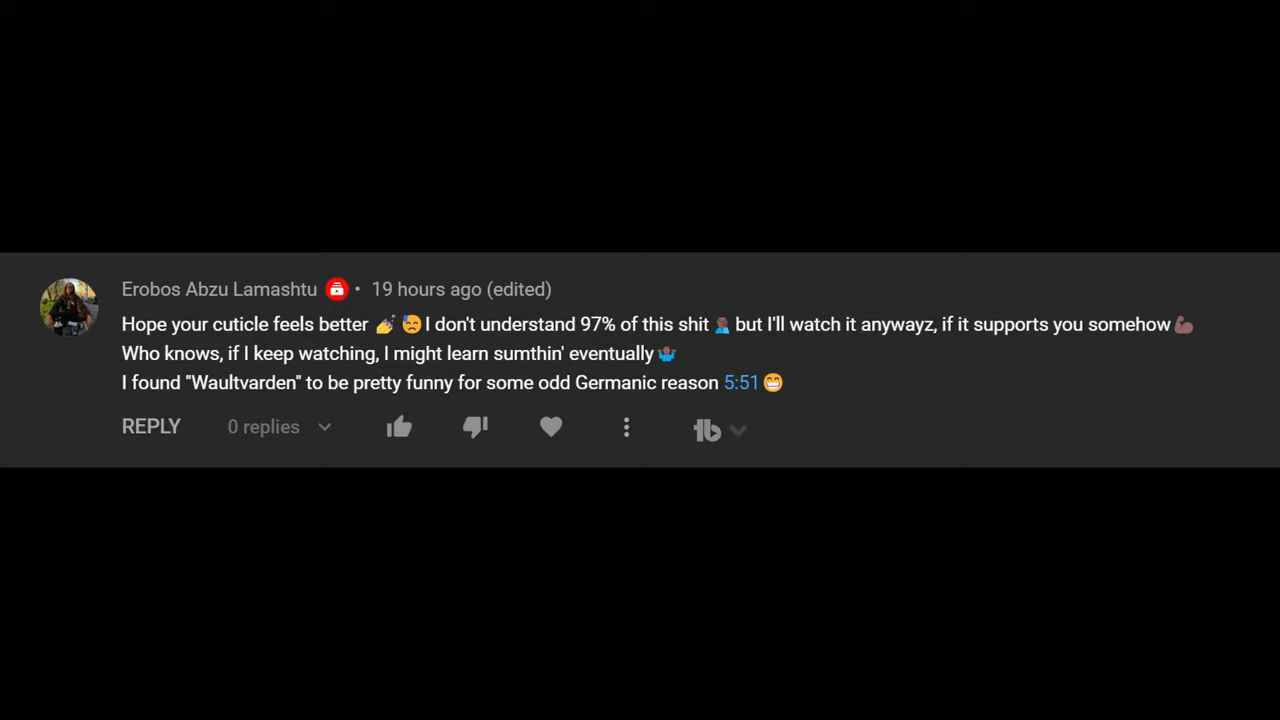 Erobos Abzu Lamashtu • 19 hours ago (edited)
Hope your cuticle feels better 💅🏽 😓 I don't understand 97% of this shit 🤦🏾‍♂️ but I'll watch it anywayz, if it supports you somehow 💪🏾
Who knows, if I keep watching, I might learn sumthin' eventually 🤷🏾‍♂️
I found "Waultvarden" to be pretty funny for some odd Germanic reason 5:51 😁
REPLY 0 replies tb